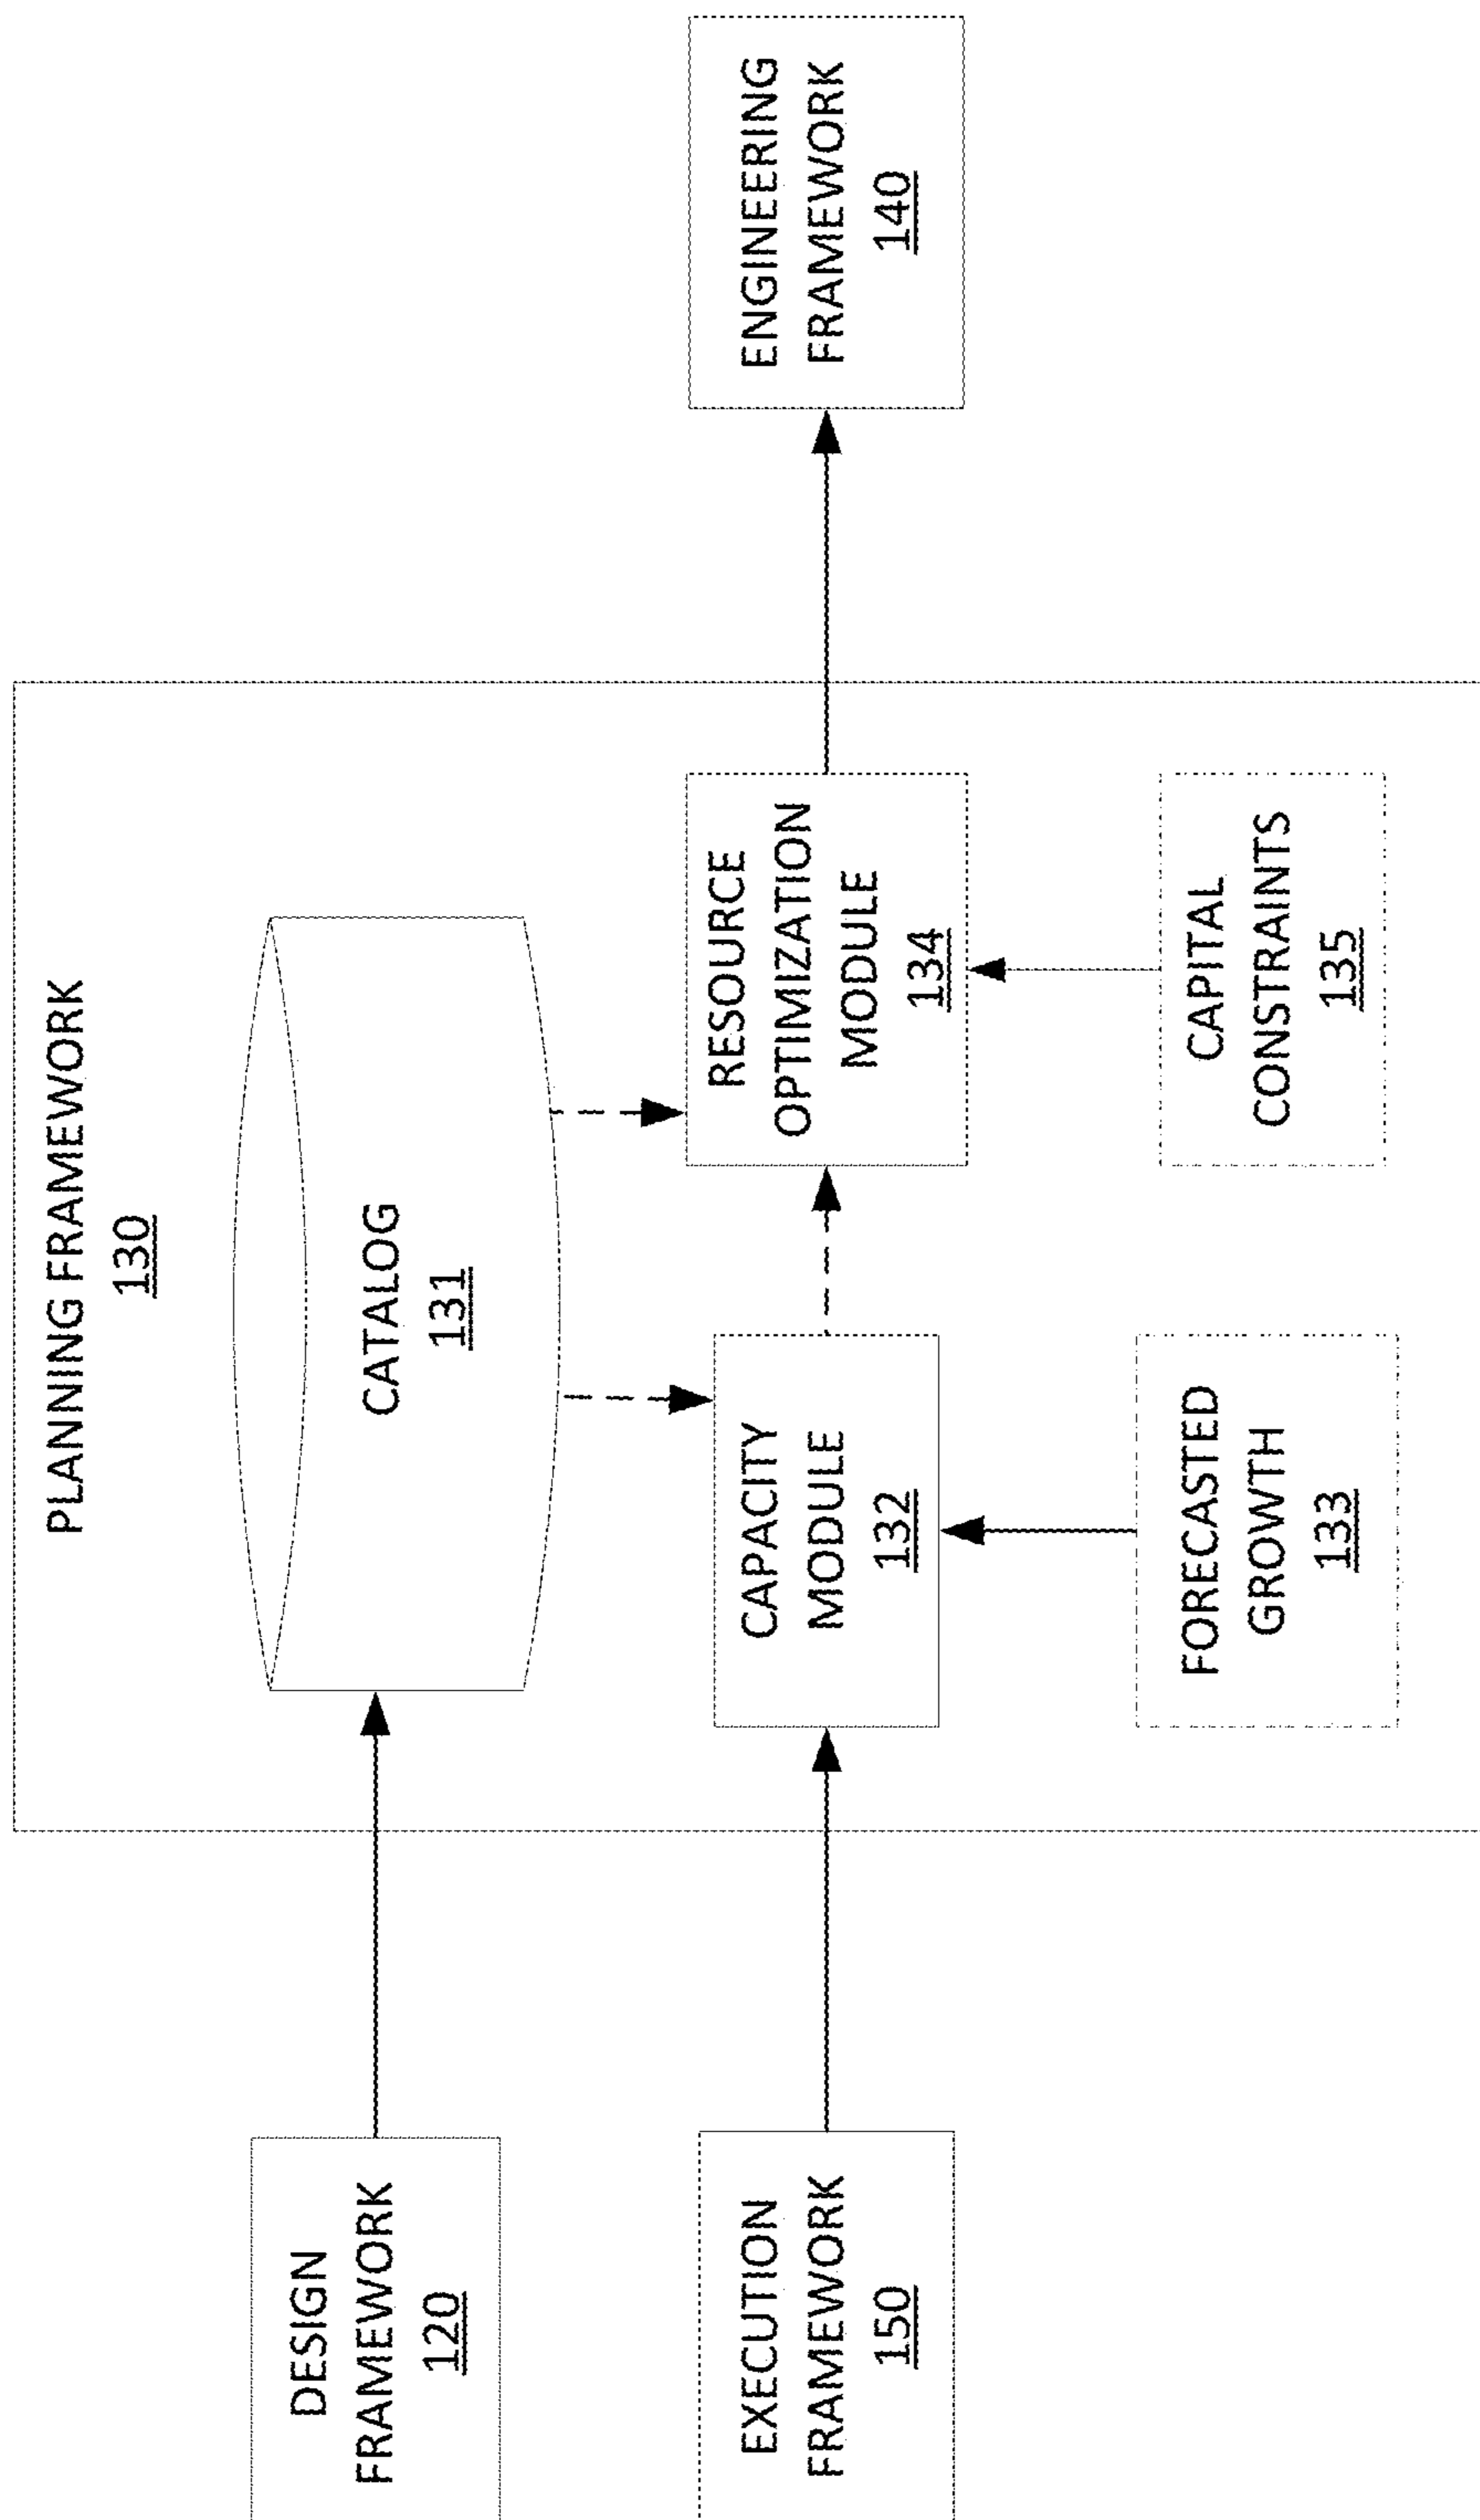 PLANNING FRAMEWORK
130
DESIGN
FRAMEWORK
120
CATALOG
131
EXECUTION
FRAMEWORK
150
CAPACITY
MODULE
132
RESOURCE
OPTIMIZATION
MODULE
134
ENGINEERING
FRAMEWORK
140
FORECASTED
GROWTH
133
CAPITAL
CONSTRAINTS
135